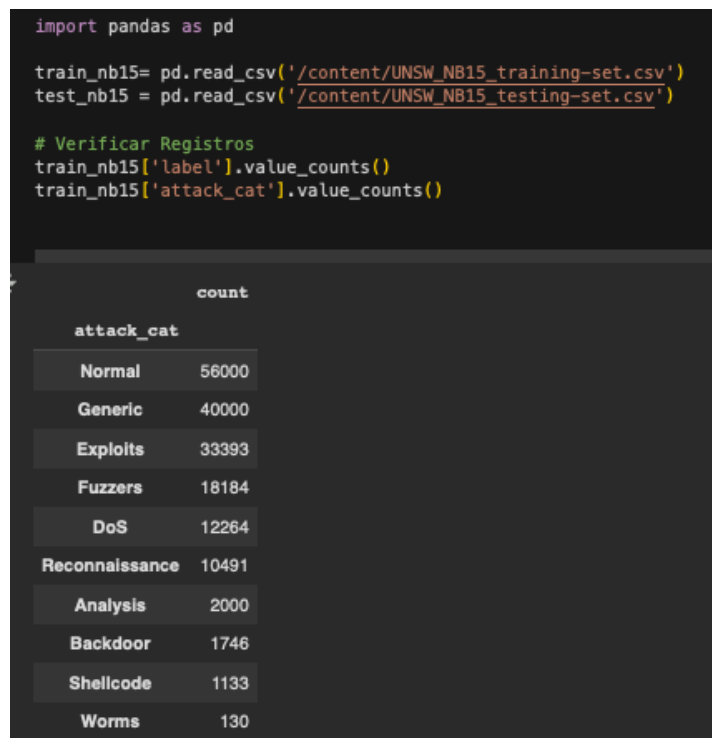 import pandas as pd
train_nb15= pd.read_csv('/content/UNSW_NB15_training-set.csv')
test_nb15 = pd.read_csv('/content/UNSW_NB15_testing-set.csv')
# Verificar Registros
train_nb15['label'].value_counts()
train_nb15['attack_cat'].value_counts()
count
attack_cat
Normal 56000
Generic 40000
Exploits 33393
Fuzzers 18184
DoS 12264
Reconnaissance 10491
Analysis 2000
Backdoor 1746
Shellcode 1133
Worms 130